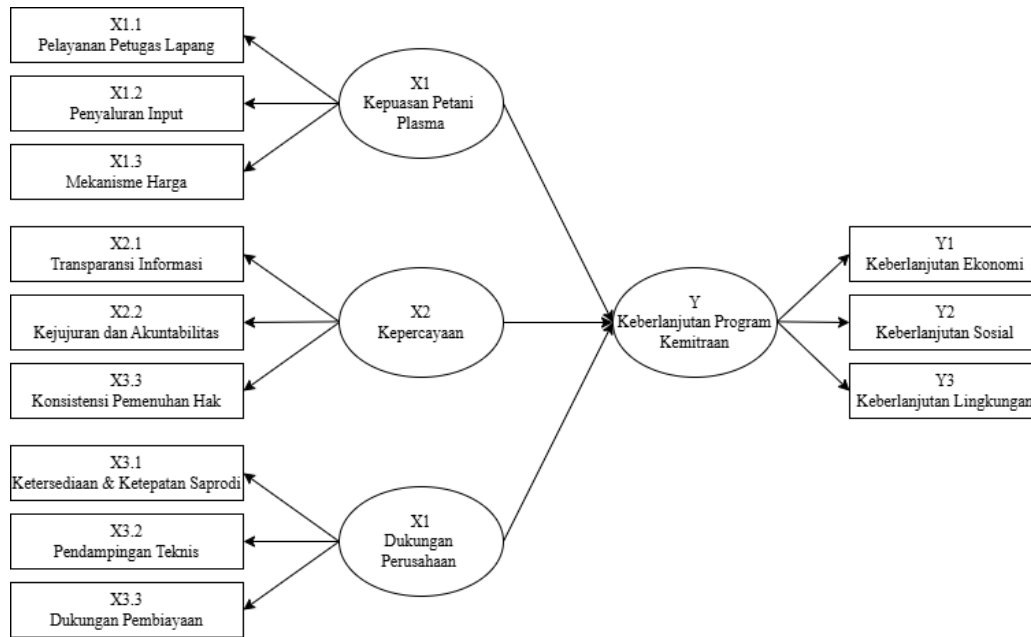 X1.1
Pelayanan Petugas Lapang
X1.2
Penyaluran Input
X1.3
Mekanisme Harga
X1
Kepuasan Petani
Plasma
X2.1
Transparansi Informasi
X2.2
Kejujuran dan Akuntabilitas
X3.3
Konsistensi Pemenuhan Hak
X2
Kepercayaan
X3.1
Ketersediaan & Ketepatan Saprodi
X3.2
Pendampingan Teknis
X3.3
Dukungan Pembiayaan
X1
Dukungan
Perusahaan
Y
Keberlanjutan Program
Kemitraan
Y1
Keberlanjutan Ekonomi
Y2
Keberlanjutan Sosial
Y3
Keberlanjutan Lingkungan